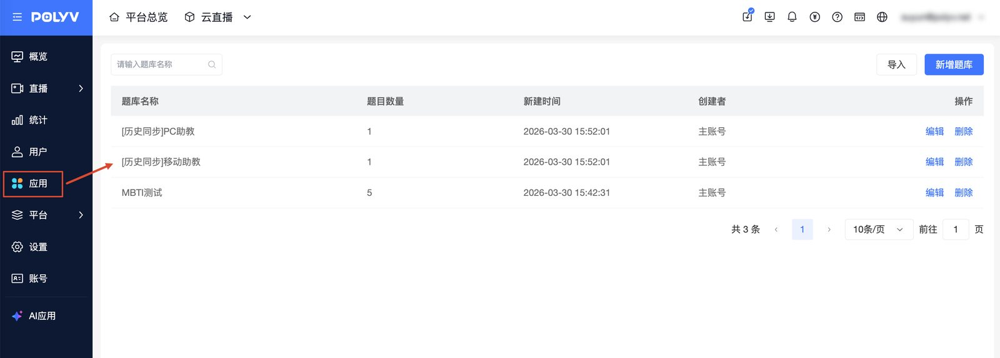 POLYV
平台总览
云直播
概览
直播
统计
用户
应用
平台
设置
账号
AI应用
请输入题库名称
导入
新增题库
题库名称 题目数量 新建时间 创建者 操作
[历史同步]PC助教 1 2026-03-30 15:52:01 主账号 编辑 删除
[历史同步]移动助教 1 2026-03-30 15:52:01 主账号 编辑 删除
MBTI测试 5 2026-03-30 15:42:31 主账号 编辑 删除
共 3 条 1 10条/页 前往 1 页